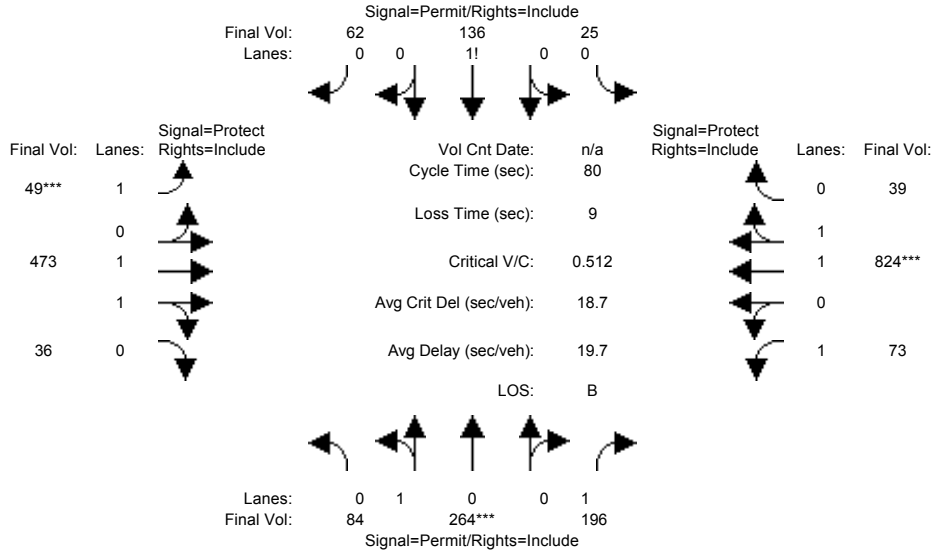 Signal=Permit/Rights=Include
Final Vol: 62 136 25
Lanes: 0 0 1! 0 0
Signal=Protect Signal=Protect
Final Vol: Lanes: Rights=Include Vol Cnt Date: n/a Rights=Include Lanes: Final Vol:
Cycle Time (sec): 80
49*** 1 0 39
Loss Time (sec): 9
0 1
473 1 Critical V/C: 0.512 1 824***
1 Avg Crit Del (sec/veh): 18.7 0
36 0 Avg Delay (sec/veh): 19.7 1 73
LOS: B
Lanes: 0 1 0 0 1
Final Vol: 84 264*** 196
Signal=Permit/Rights=Include